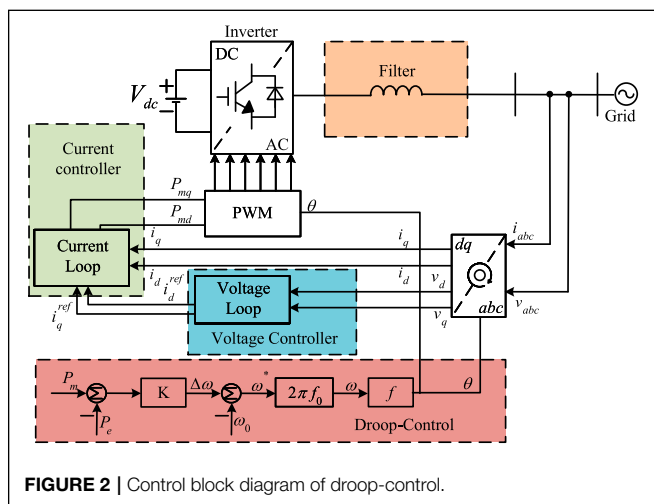 Inverter
DC
AC
V_dc
+
−
Filter
Grid
Current
controller
P_mq
P_md
PWM
θ
i_abc
i_q
i_q
dq
Current
Loop
i_d
i_d^ref
Voltage
Loop
i_d
v_d
v_q
abc
v_abc
i_q^ref
Voltage Controller
P_m
Σ
K
Δω
Σ
ω*
2πf_0
ω
f
θ
−
P_e
−
ω_0
Droop-Control
FIGURE 2 | Control block diagram of droop-control.